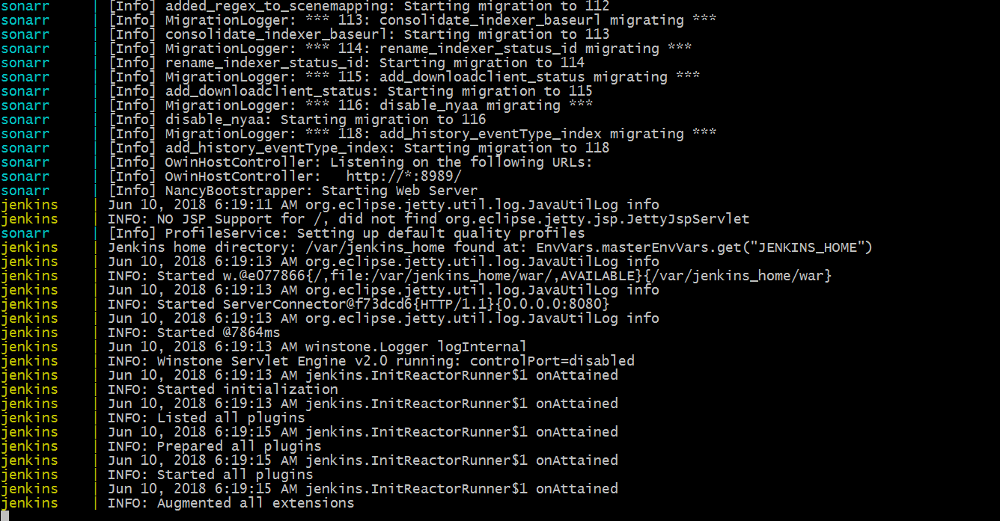 sonarr | [Info] added_regex_to_scenemapping: Starting migration to 112
sonarr | [Info] MigrationLogger: *** 113: consolidate_indexer_baseurl migrating ***
sonarr | [Info] consolidate_indexer_baseurl: Starting migration to 113
sonarr | [Info] MigrationLogger: *** 114: rename_indexer_status_id migrating ***
sonarr | [Info] rename_indexer_status_id: Starting migration to 114
sonarr | [Info] MigrationLogger: *** 115: add_downloadclient_status migrating ***
sonarr | [Info] add_downloadclient_status: Starting migration to 115
sonarr | [Info] MigrationLogger: *** 116: disable_nyaa migrating ***
sonarr | [Info] disable_nyaa: Starting migration to 116
sonarr | [Info] MigrationLogger: *** 118: add_history_eventType_index migrating ***
sonarr | [Info] add_history_eventType_index: Starting migration to 118
sonarr | [Info] OwinHostController: Listening on the following URLs:
sonarr | [Info] OwinHostController:   http://*:8989/
sonarr | [Info] NancyBootstrapper: Starting Web Server
jenkins | Jun 10, 2018 6:19:11 AM org.eclipse.jetty.util.log.JavaUtilLog info
jenkins | INFO: NO JSP Support for /, did not find org.eclipse.jetty.jsp.JettyJspServlet
sonarr | [Info] ProfileService: Setting up default quality profiles
jenkins | Jenkins home directory: /var/jenkins_home found at: EnvVars.masterEnvVars.get("JENKINS_HOME")
jenkins | Jun 10, 2018 6:19:13 AM org.eclipse.jetty.util.log.JavaUtilLog info
jenkins | INFO: Started w.@e077866{/,file:/var/jenkins_home/war/,AVAILABLE}{/var/jenkins_home/war}
jenkins | Jun 10, 2018 6:19:13 AM org.eclipse.jetty.util.log.JavaUtilLog info
jenkins | INFO: Started ServerConnector@f73dcd6{HTTP/1.1}{0.0.0.0:8080}
jenkins | Jun 10, 2018 6:19:13 AM org.eclipse.jetty.util.log.JavaUtilLog info
jenkins | INFO: Started @7864ms
jenkins | Jun 10, 2018 6:19:13 AM winstone.Logger logInternal
jenkins | INFO: Winstone Servlet Engine v2.0 running: controlPort=disabled
jenkins | Jun 10, 2018 6:19:13 AM jenkins.InitReactorRunner$1 onAttained
jenkins | INFO: Started initialization
jenkins | Jun 10, 2018 6:19:13 AM jenkins.InitReactorRunner$1 onAttained
jenkins | INFO: Listed all plugins
jenkins | Jun 10, 2018 6:19:15 AM jenkins.InitReactorRunner$1 onAttained
jenkins | INFO: Prepared all plugins
jenkins | Jun 10, 2018 6:19:15 AM jenkins.InitReactorRunner$1 onAttained
jenkins | INFO: Started all plugins
jenkins | Jun 10, 2018 6:19:15 AM jenkins.InitReactorRunner$1 onAttained
jenkins | INFO: Augmented all extensions